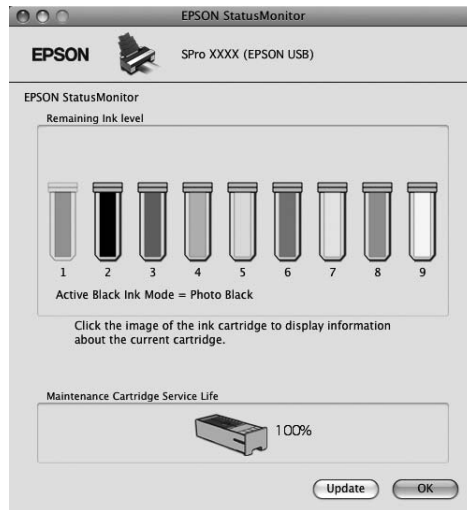 EPSON StatusMonitor
EPSON SPro XXXX (EPSON USB)
EPSON StatusMonitor
Remaining Ink level
1 2 3 4 5 6 7 8 9
Active Black Ink Mode = Photo Black
Click the image of the ink cartridge to display information
about the current cartridge.
Maintenance Cartridge Service Life
100%
Update OK